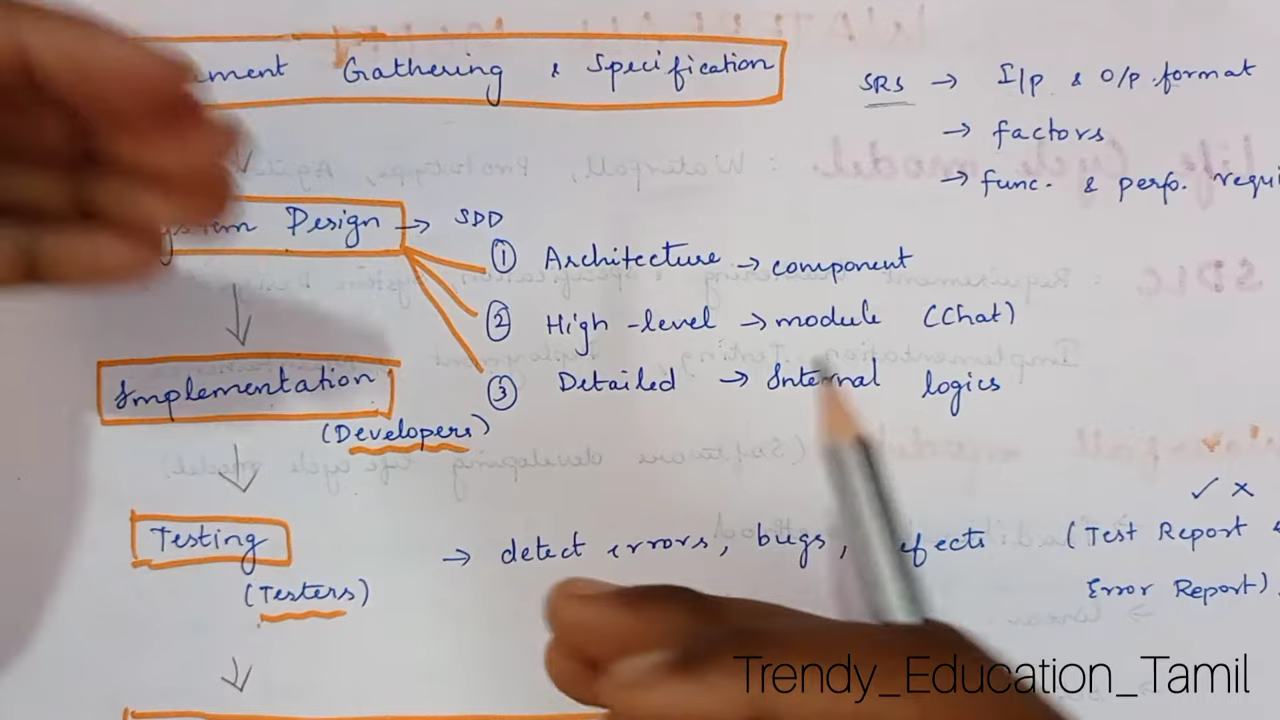 Gathering & Specification
SRS → I/p & O/p format
→ factors
→ func. & perfo.
Design → SDD
① Architecture → component
② High-level → module (Chat)
③ Detailed → Internal logics
Implementation
(Developers)
✓ ×
Testing → detect errors, bugs, (Test Report &
(Testers) Error Report)
Trendy_Education_Tamil